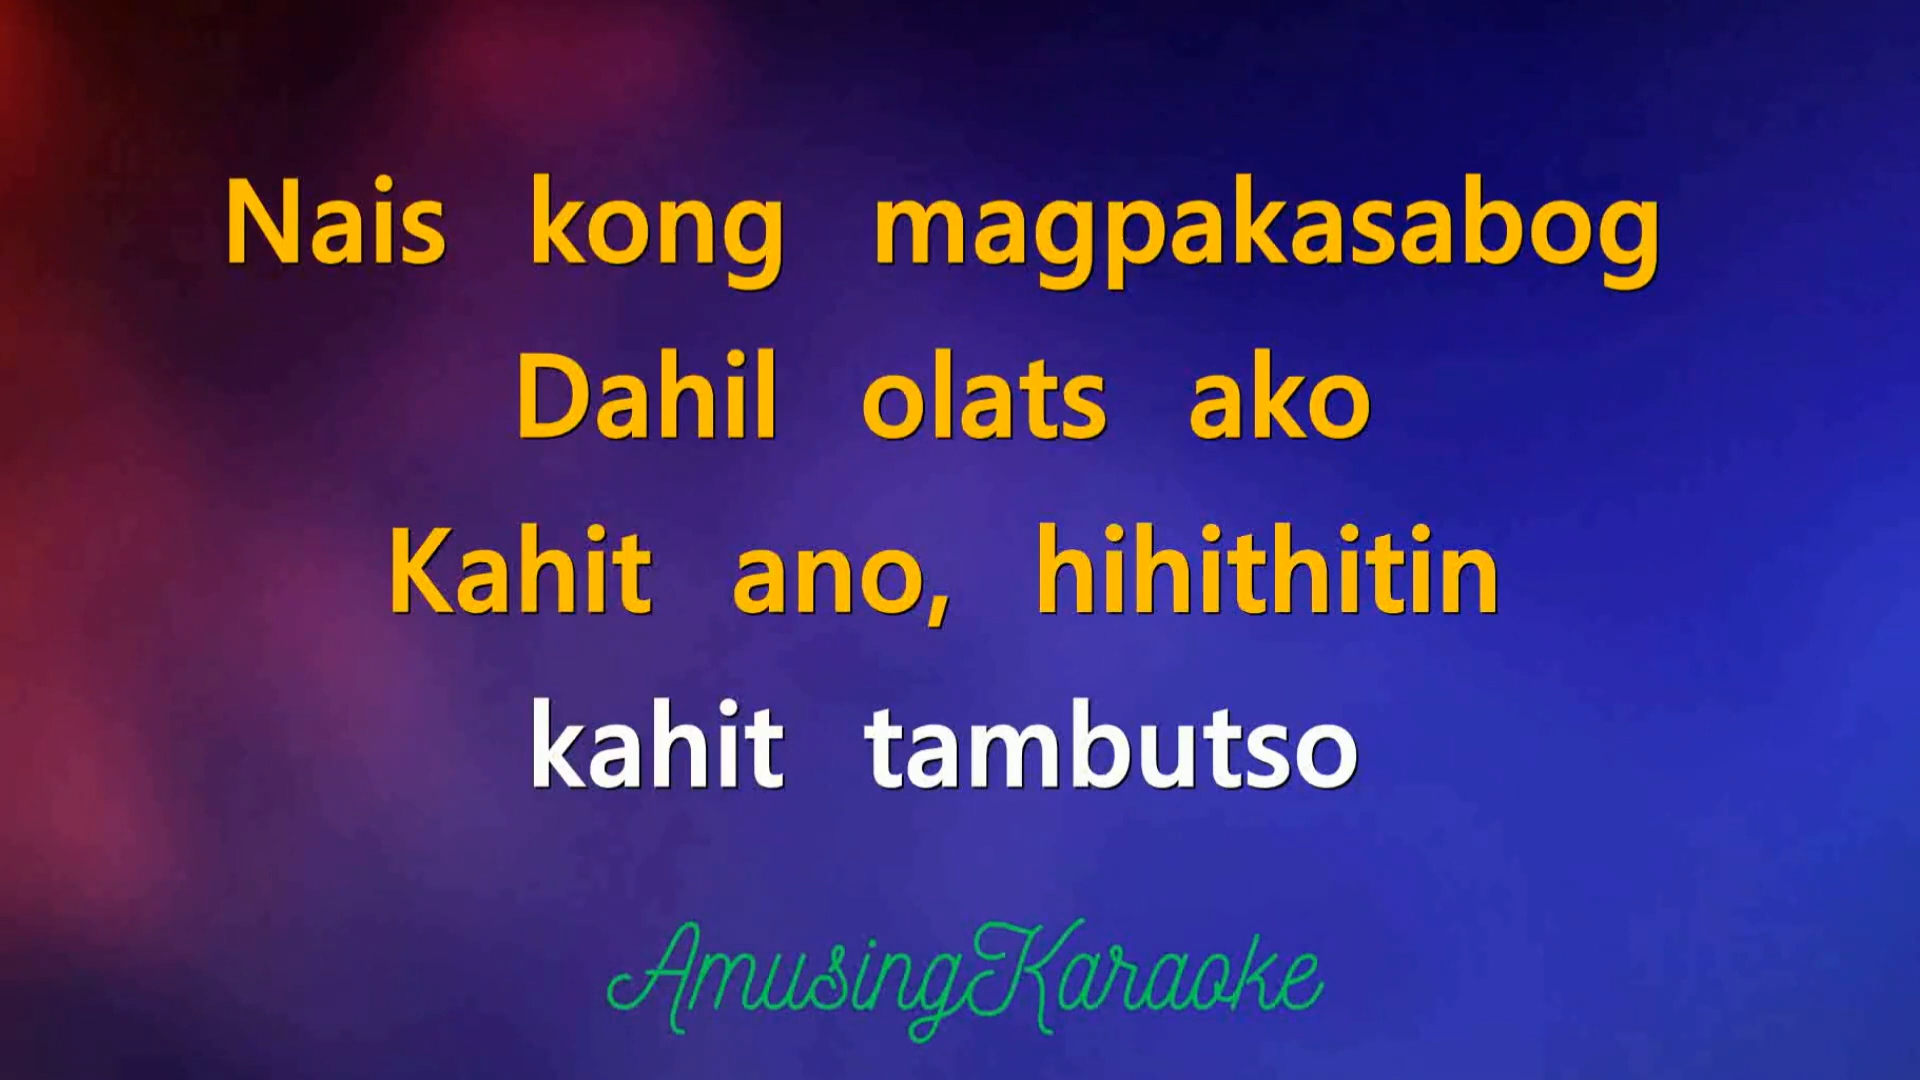 Nais kong magpakasabog
Dahil olats ako
Kahit ano, hihithitin
kahit tambutso
AmusingKaraoke